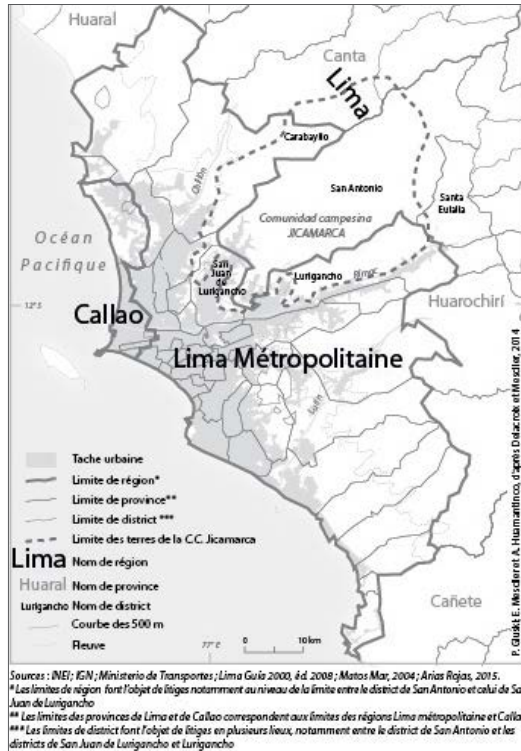 Huaral
Canta
Lima
Carabayllo
Chillón
San Antonio
Santa
Eulalia
Comunidad campesina
JICAMARCA
Océan
Pacifique
San
Juan
de
Lurigancho
Lurigancho
Rímac
12° S
Callao
Huarochirí
Lima Métropolitaine
Lurín
Tache urbaine
Limite de région*
Limite de province**
Limite de district ***
Limite des terres de la C.C. Jicamarca
Lima Nom de région
Huaral Nom de province
Lurigancho Nom de district
Courbe des 500 m
Fleuve
77° E
0 10 km
Cañete
P. Gluski; E. Mesclier et A. Huamantinco, d'après Delacroix et Mesclier, 2014
Sources : INEI; IGN; Ministerio de Transportes; Lima Guía 2000, éd. 2008; Matos Mar, 2004; Arias Rojas, 2015.
* Les limites de région font l'objet de litiges notamment au niveau de la limite entre le district de San Antonio et celui de Sa
Juan de Lurigancho
** Les limites des provinces de Lima et de Callao correspondent aux limites des régions Lima métropolitaine et Calla
*** Les limites de district font l'objet de litiges en plusieurs lieux, notamment entre le district de San Antonio et les
districts de San Juan de Lurigancho et Lurigancho